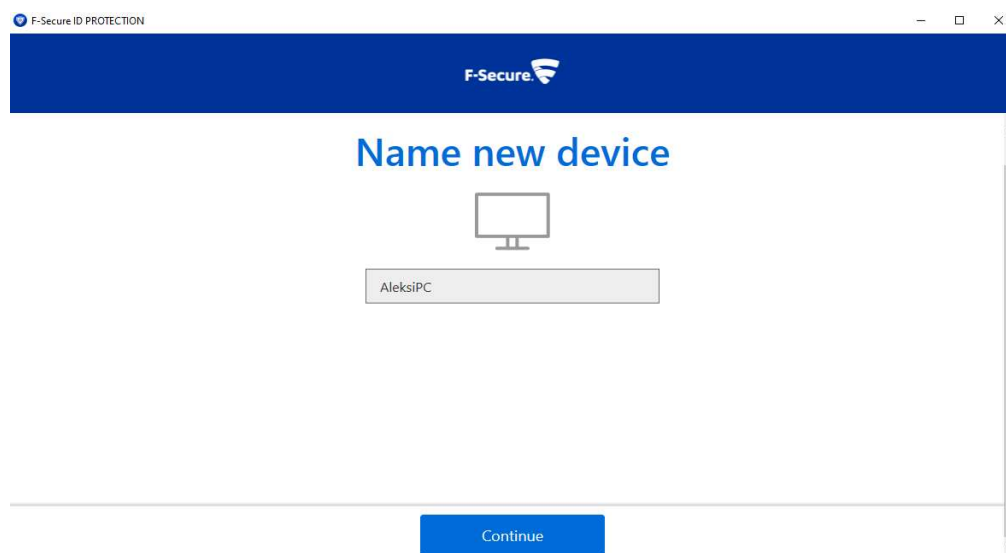 F-Secure ID PROTECTION
F-Secure.
Name new device
AleksiPC
Continue